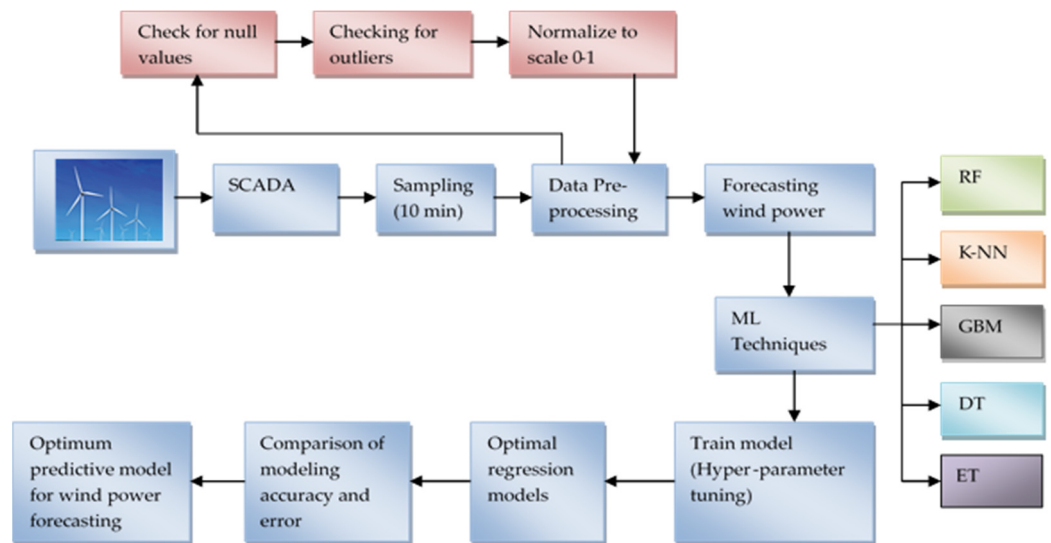 Check for null
values
Checking for
outliers
Normalize to
scale 0-1
SCADA
Sampling
(10 min)
Data Pre-
processing
Forecasting
wind power
RF
K-NN
GBM
DT
ET
ML
Techniques
Train model
(Hyper-parameter
tuning)
Optimal
regression
models
Comparison of
modeling
accuracy and
error
Optimum
predictive model
for wind power
forecasting